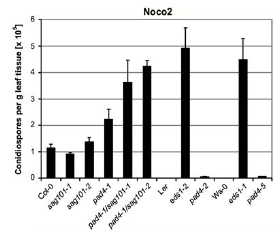 Noco2
Conidiospores per g leaf tissue [x 10⁵]
6
5
4
3
2
1
0
Col-0
sag101-1
sag101-2
pad4-1
pad4-1/sag101-1
pad4-1/sag101-2
Ler
eds1-2
pad4-2
Ws-0
eds1-1
pad4-5